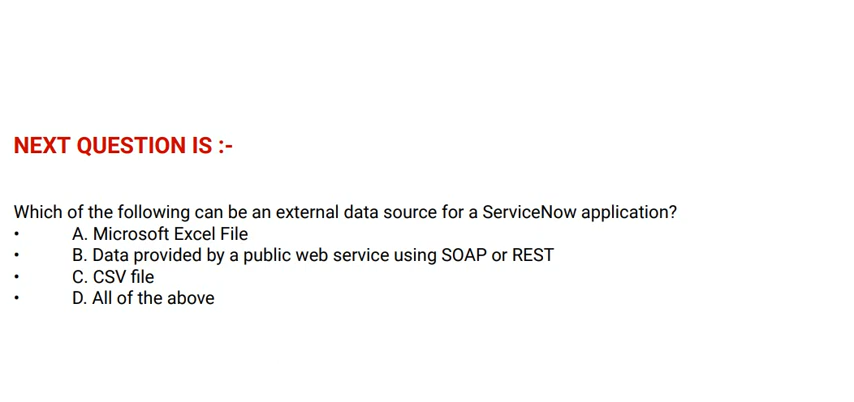 NEXT QUESTION IS :-
Which of the following can be an external data source for a ServiceNow application?
• A. Microsoft Excel File
• B. Data provided by a public web service using SOAP or REST
• C. CSV file
• D. All of the above